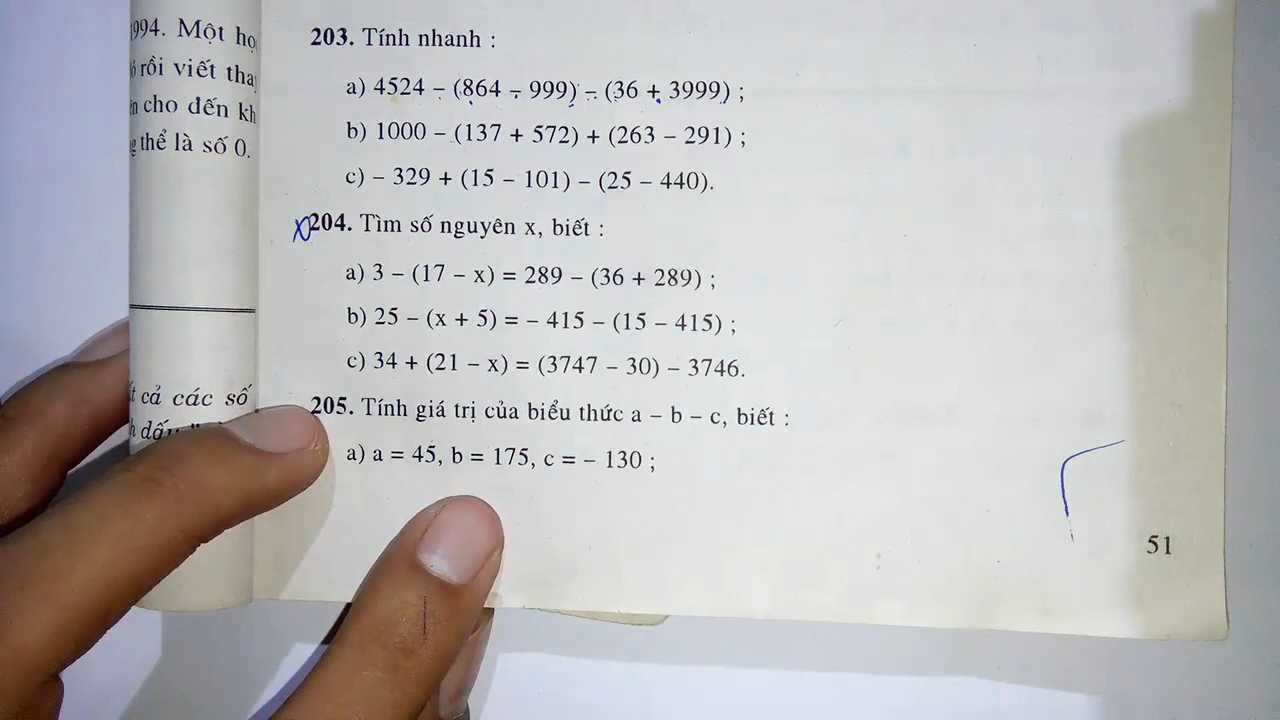 1994. Một họ
rồi viết tha
cho đến kh
thể là số 0.
cả các số
dấu
203. Tính nhanh :
a) 4524 – (864 – 999) – (36 + 3999) ;
b) 1000 – (137 + 572) + (263 – 291) ;
c) – 329 + (15 – 101) – (25 – 440).
x 204. Tìm số nguyên x, biết :
a) 3 – (17 – x) = 289 – (36 + 289) ;
b) 25 – (x + 5) = – 415 – (15 – 415) ;
c) 34 + (21 – x) = (3747 – 30) – 3746.
205. Tính giá trị của biểu thức a – b – c, biết :
a) a = 45, b = 175, c = – 130 ;
51